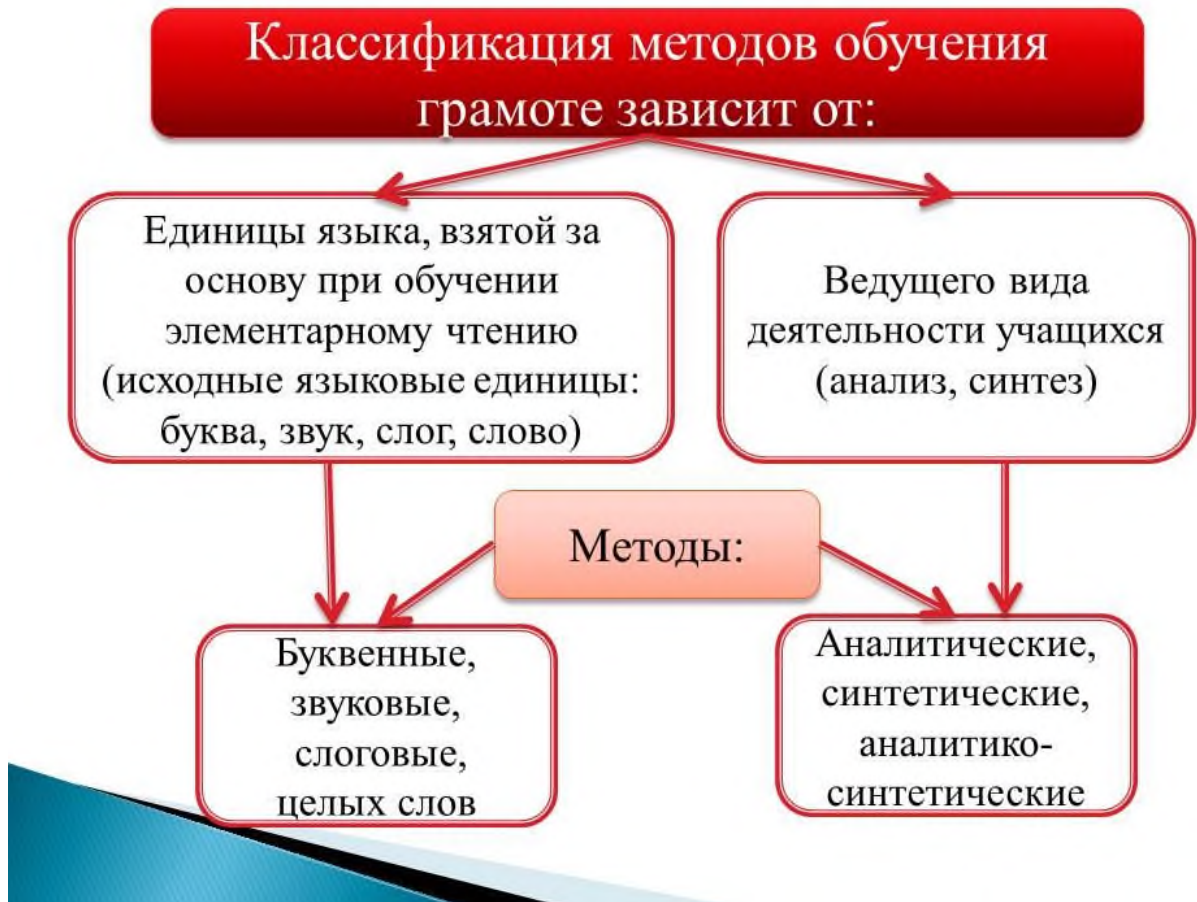 Классификация методов обучения
грамоте зависит от:
Единицы языка, взятой за
основу при обучении
элементарному чтению
(исходные языковые единицы:
буква, звук, слог, слово)
Ведущего вида
деятельности учащихся
(анализ, синтез)
Методы:
Буквенные,
звуковые,
слоговые,
целых слов
Аналитические,
синтетические,
аналитико-
синтетические